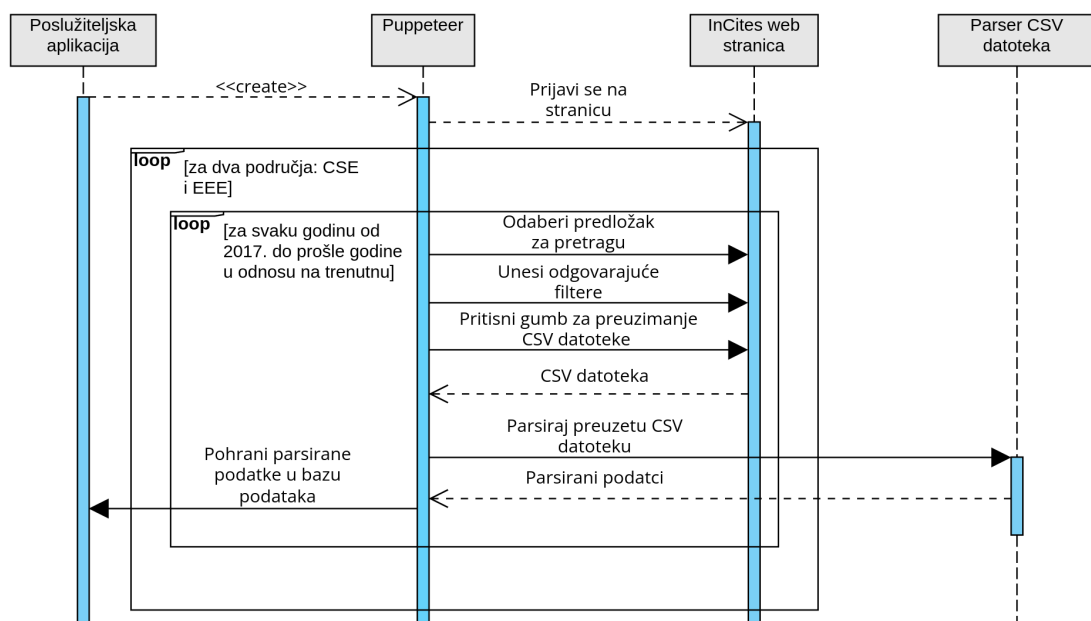 Poslužiteljska
aplikacija
Puppeteer
InCites web
stranica
Parser CSV
datoteka
<<create>>
Prijavi se na
stranicu
loop
[za dva područja: CSE
i EEE]
loop
[za svaku godinu od
2017. do prošle godine
u odnosu na trenutnu]
Odaberi predložak
za pretragu
Unesi odgovarajuće
filtere
Pritisni gumb za preuzimanje
CSV datoteke
CSV datoteka
Parsiraj preuzetu CSV
datoteku
Pohrani parsirane
podatke u bazu
podataka
Parsirani podatci